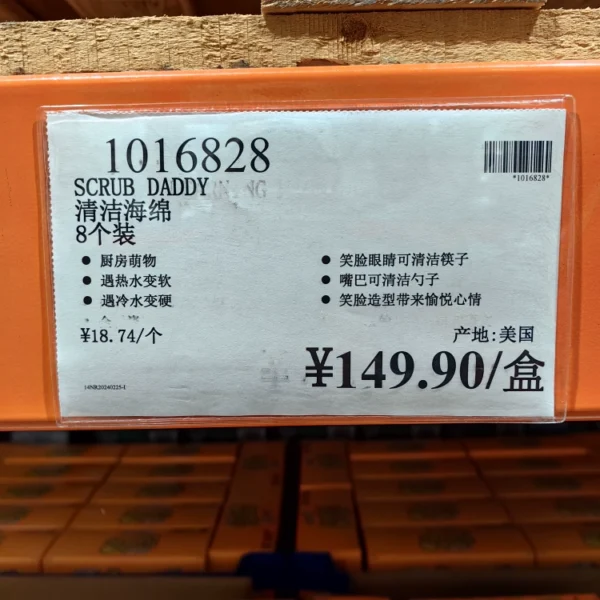 1016828
*1016828*
SCRUB DADDY
清洁海绵
8个装
● 厨房萌物
● 遇热水变软
● 遇冷水变硬
● 笑脸眼睛可清洁筷子
● 嘴巴可清洁勺子
● 笑脸造型带来愉悦心情
¥18.74/个
产地:美国
¥149.90/盒
14NR20240225-1